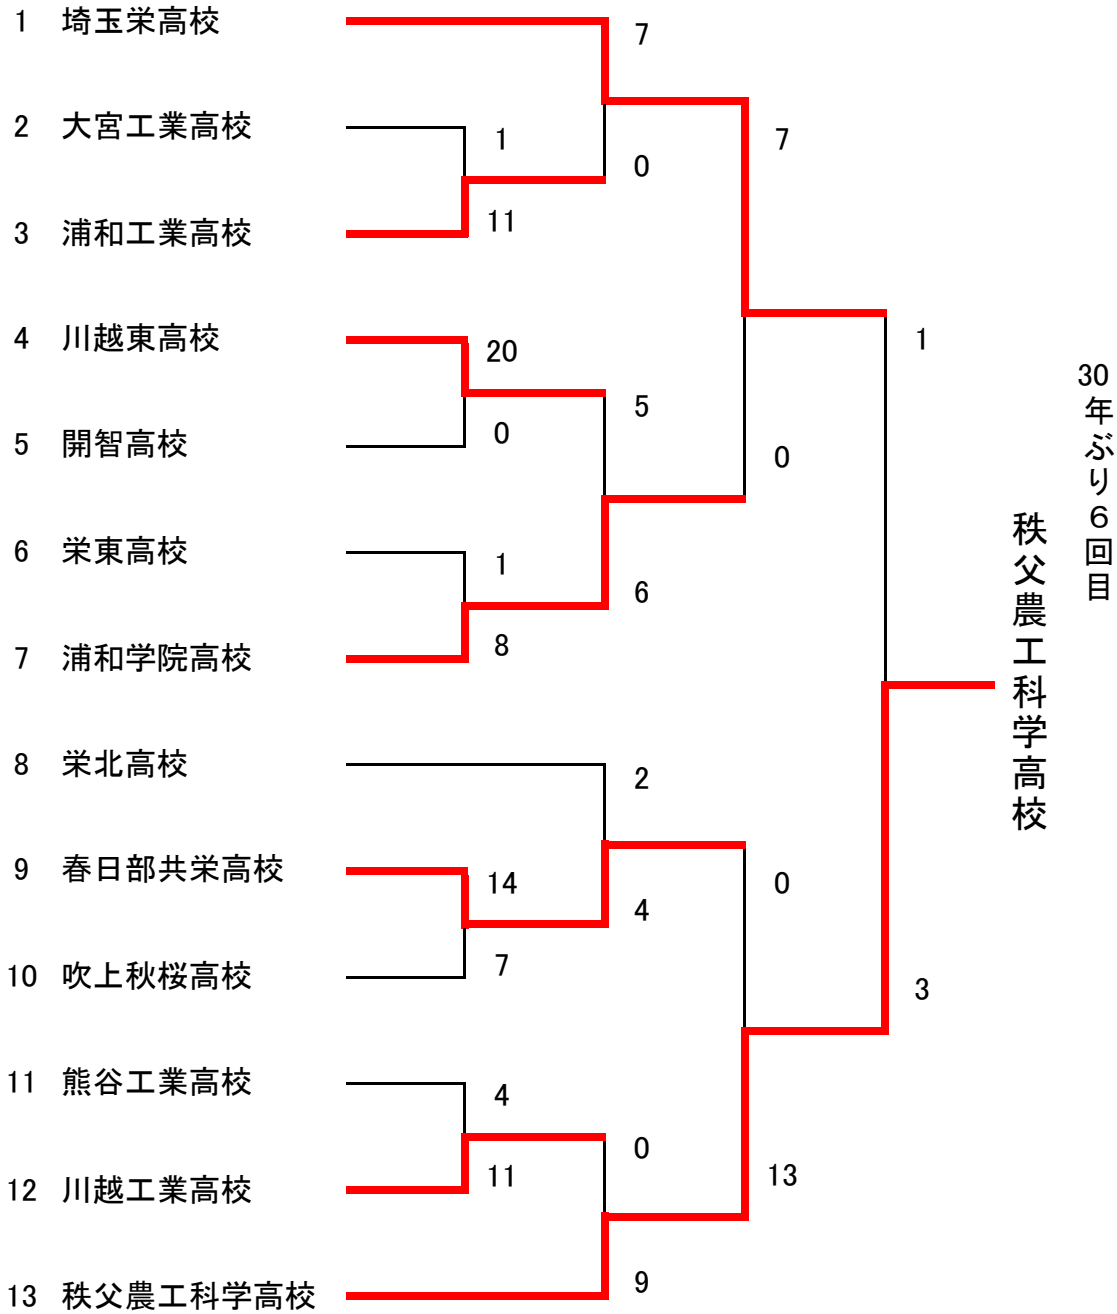 1 埼玉栄高校
7
2 大宮工業高校
1
7
0
3 浦和工業高校
11
4 川越東高校
20
1
5
5 開智高校
0
0
6 栄東高校
1
6
7 浦和学院高校
8
8 栄北高校
2
9 春日部共栄高校
14
0
4
10 吹上秋桜高校
7
3
11 熊谷工業高校
4
0
12 川越工業高校
11
13
13 秩父農工科学高校
9
秩父農工科学高校
30年ぶり6回目